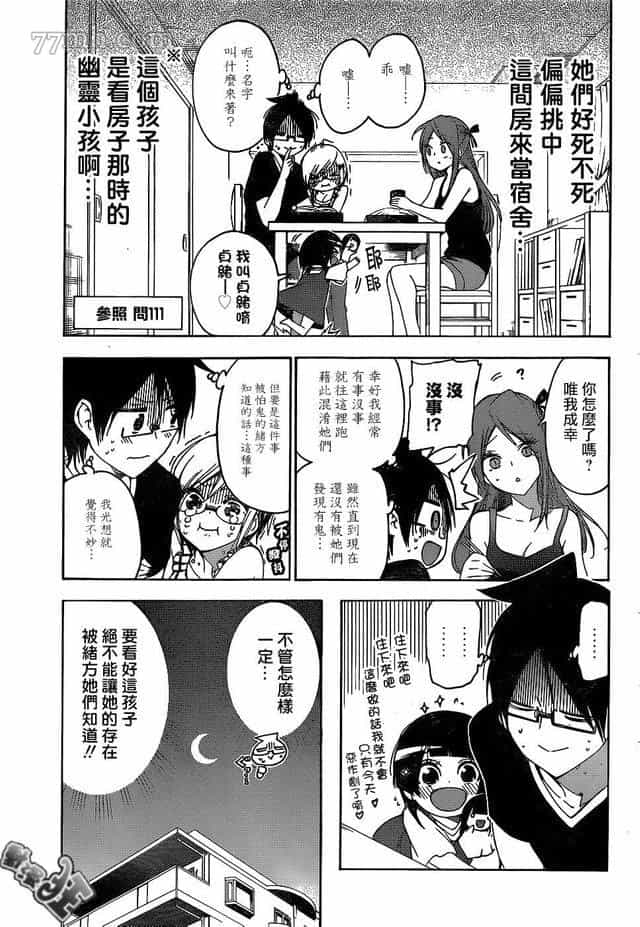 她們好死不死
偏偏挑中
這間房來當宿舍…
噓…
乖…
噓…
呃…名字
叫什麼來著?
※
這個孩子
是看房子那時的
幽靈小孩啊…
耶
耶
我叫貞緒唷
貞緒—♡
參照 問111
你怎麼了嗎?
唯我成幸
沒
沒事!?
幸好我經常
有事沒事
就往這裡跑
藉此混淆她們
雖然直到現在
還沒有被她們
發現有鬼…
但要是這件事
被怕鬼的緒方
知道的話…這種事
我光想就
覺得不妙…
不停發抖
……
……
住下來吧
住下來吧
這麼做的話我就不會
只有今天♥
惡作劇了唷♥
不管怎麼樣
一定…
要看好這孩子
絕不能讓她的存在
被緒方她們知道!!